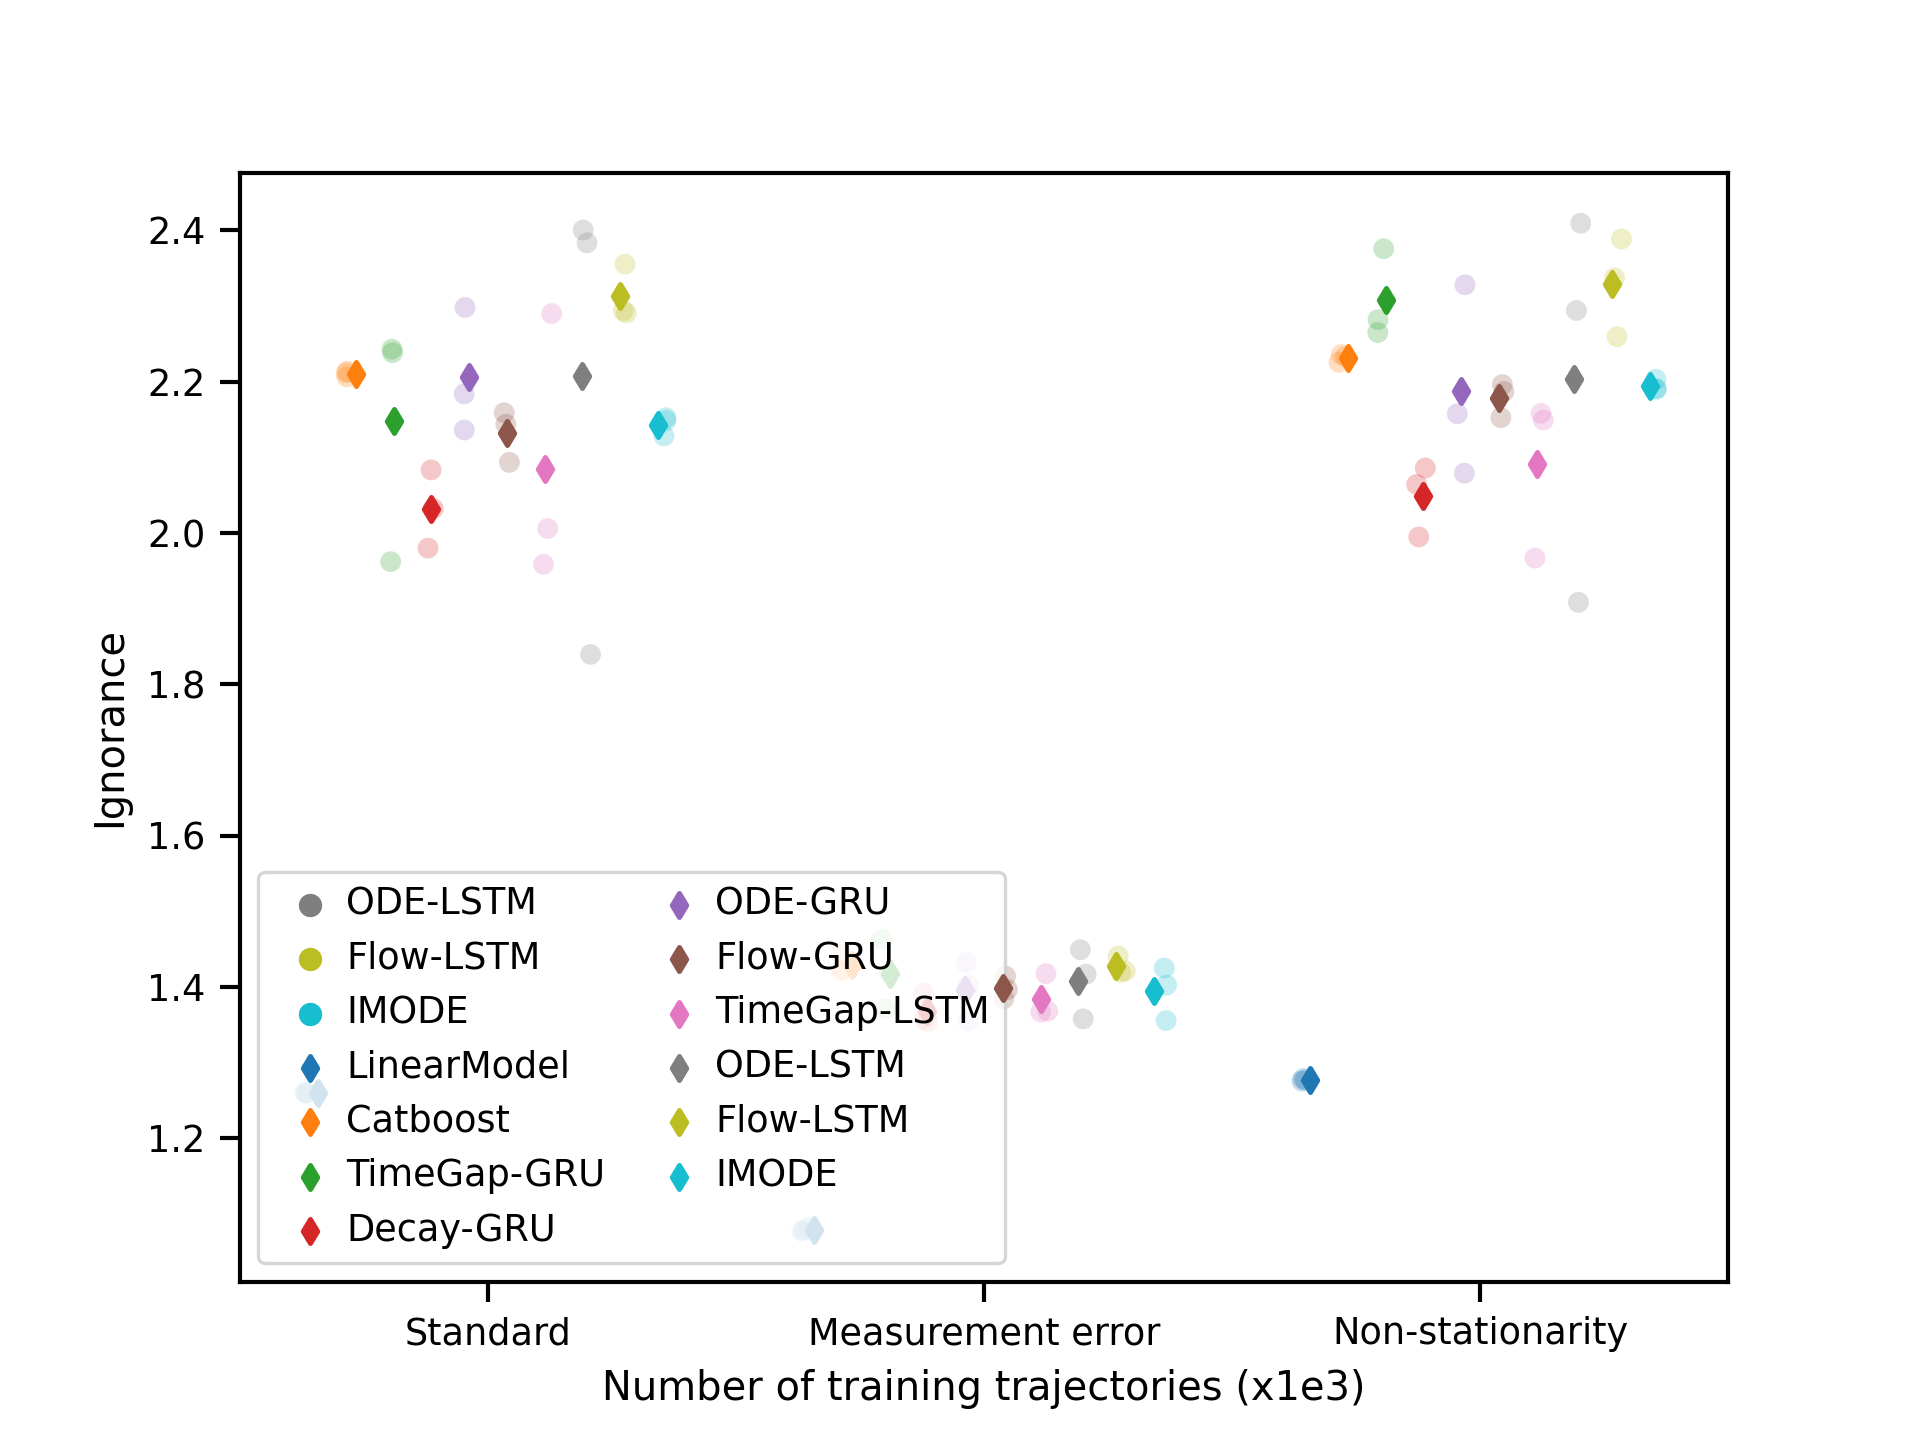 2.4
2.2
2.0
1.8
1.6
1.4
1.2
Ignorance
ODE-LSTM
Flow-LSTM
IMODE
LinearModel
Catboost
TimeGap-GRU
Decay-GRU
ODE-GRU
Flow-GRU
TimeGap-LSTM
ODE-LSTM
Flow-LSTM
IMODE
Standard
Measurement error
Non-stationarity
Number of training trajectories (x1e3)